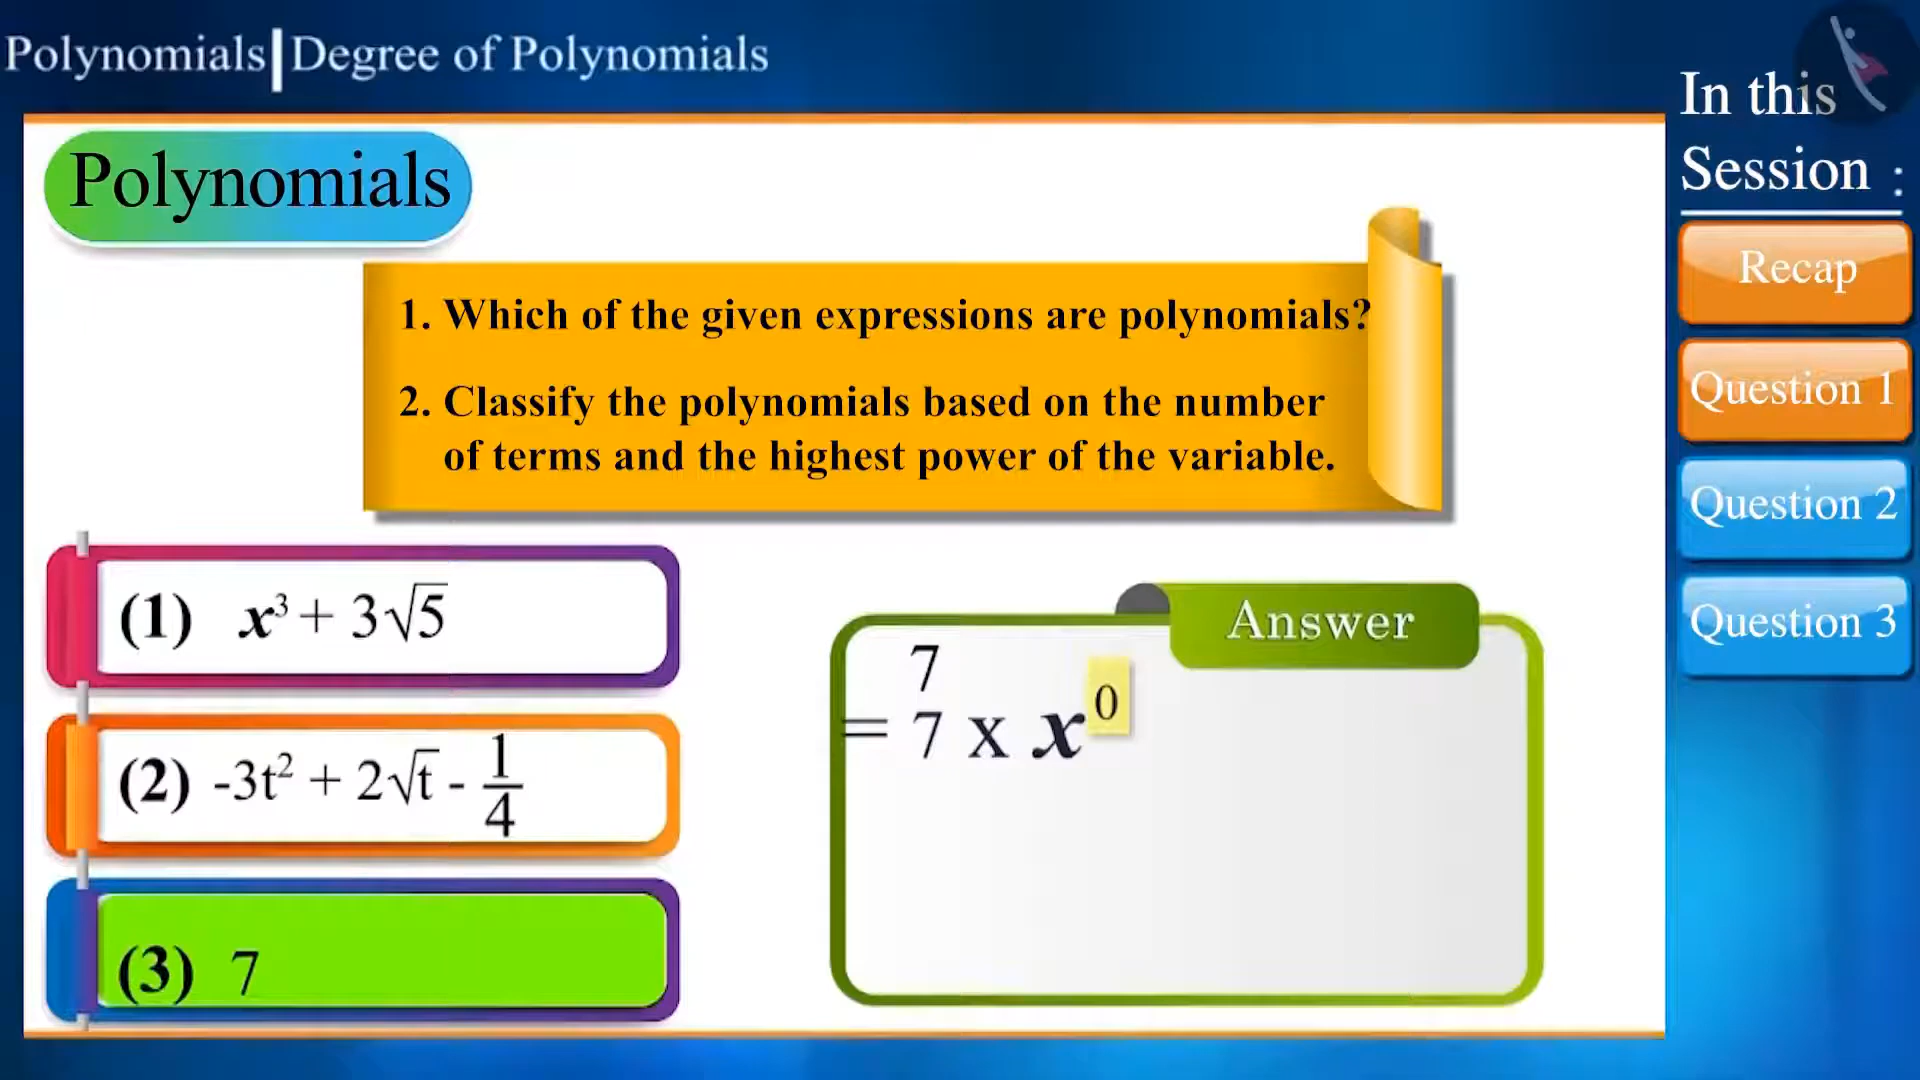 Polynomials|Degree of Polynomials
Polynomials
1. Which of the given expressions are polynomials?
2. Classify the polynomials based on the number
of terms and the highest power of the variable.
(1) x³ + 3√5
(2) -3t² + 2√t - 1/4
(3) 7
Answer
7
= 7 x x⁰
In this
Session :
Recap
Question 1
Question 2
Question 3